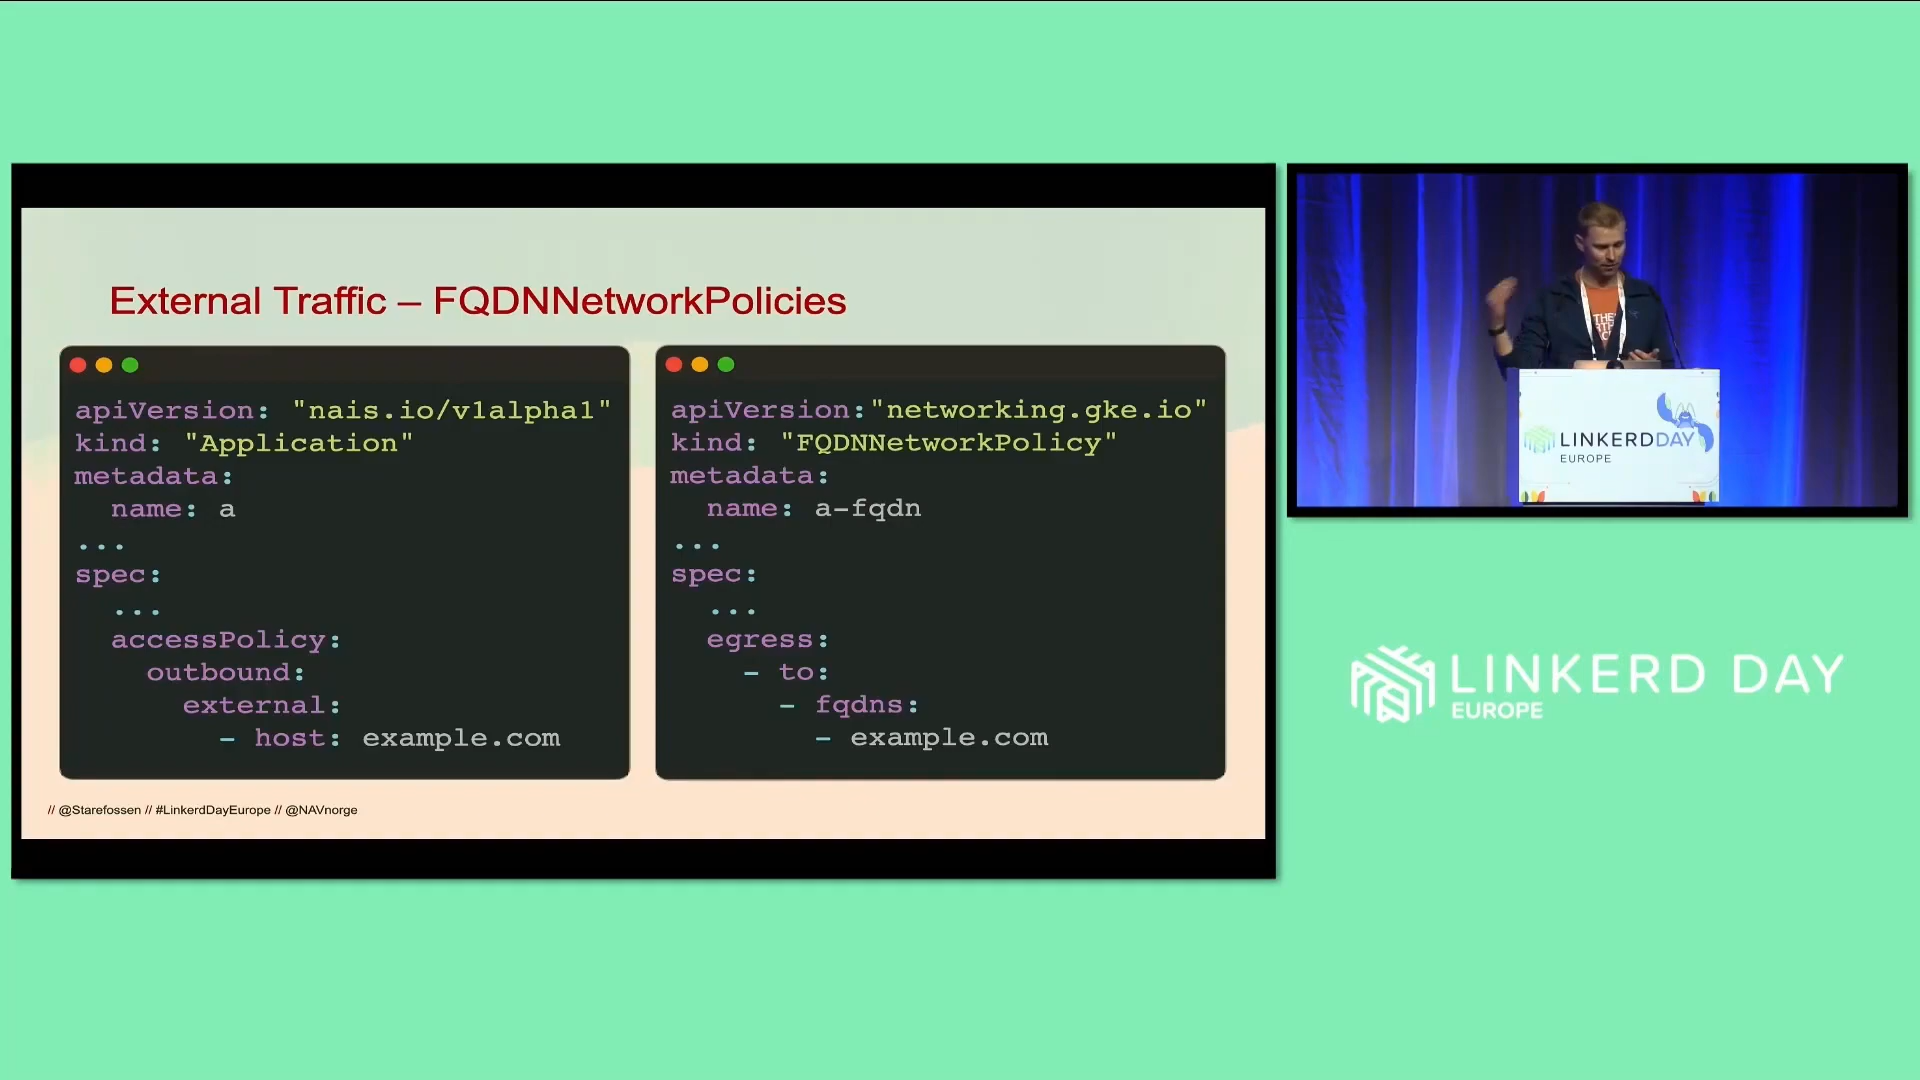 External Traffic – FQDNNetworkPolicies
apiVersion: "nais.io/v1alpha1"
kind: "Application"
metadata:
  name: a
...
spec:
  ...
  accessPolicy:
    outbound:
      external:
        - host: example.com
apiVersion:"networking.gke.io"
kind: "FQDNNetworkPolicy"
metadata:
  name: a-fqdn
...
spec:
  ...
  egress:
    - to:
      - fqdns:
        - example.com
// @Starefossen // #LinkerdDayEurope // @NAVnorge
THE
LINKERDDAY
EUROPE
LINKERD DAY
EUROPE